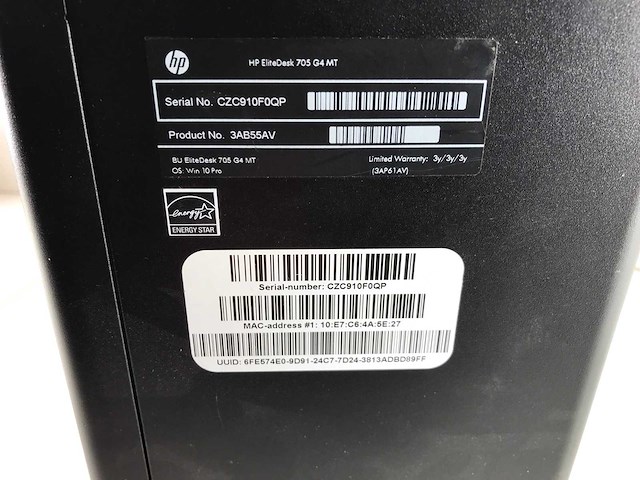 hp
HP EliteDesk 705 G4 MT
Serial No. CZC910F0QP
Product No. 3AB55AV
BU EliteDesk 705 G4 MT
Limited Warranty: 3y/3y/3y
OS: Win 10 Pro
(3AP61AV)
energy
ENERGY STAR
Serial-number: CZC910F0QP
MAC-address #1: 10:E7:C6:4A:5E:27
UUID: 6FE574E0-9D91-24C7-7D24-3813ADBD89FF